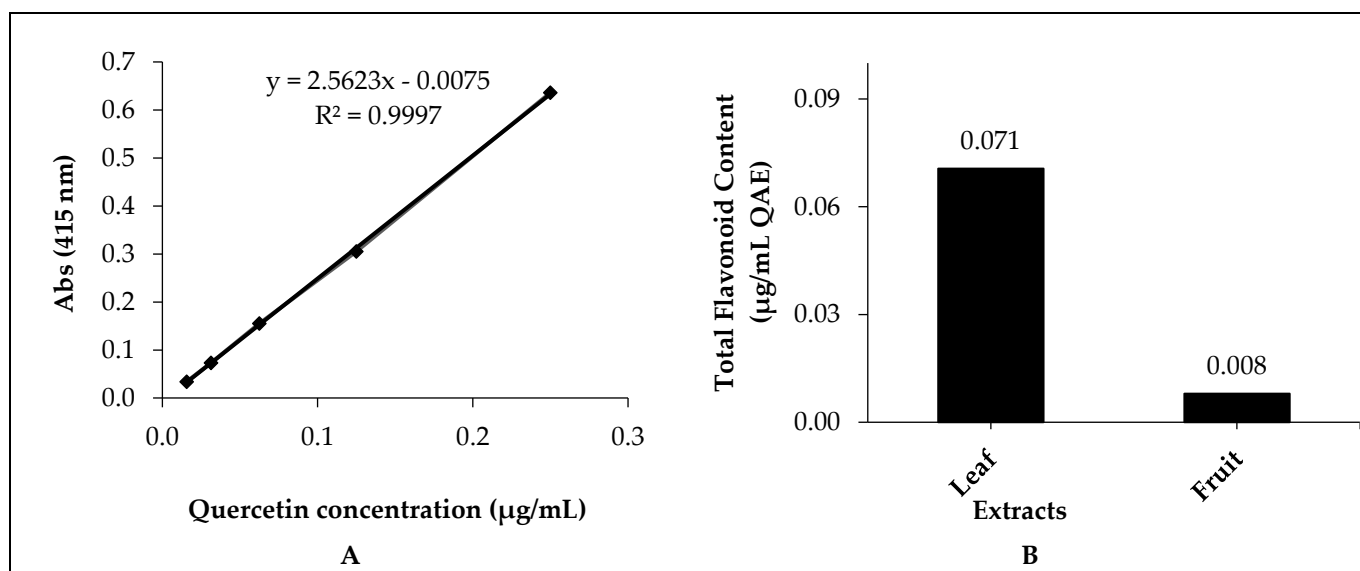 0.7
0.6
0.5
0.4
0.3
0.2
0.1
0.0
Abs (415 nm)
y = 2.5623x - 0.0075
R² = 0.9997
0.0 0.1 0.2 0.3
Quercetin concentration (µg/mL)
A
Total Flavonoid Content
(µg/mL QAE)
0.09
0.06
0.03
0.00
0.071
0.008
Leaf
Fruit
Extracts
B